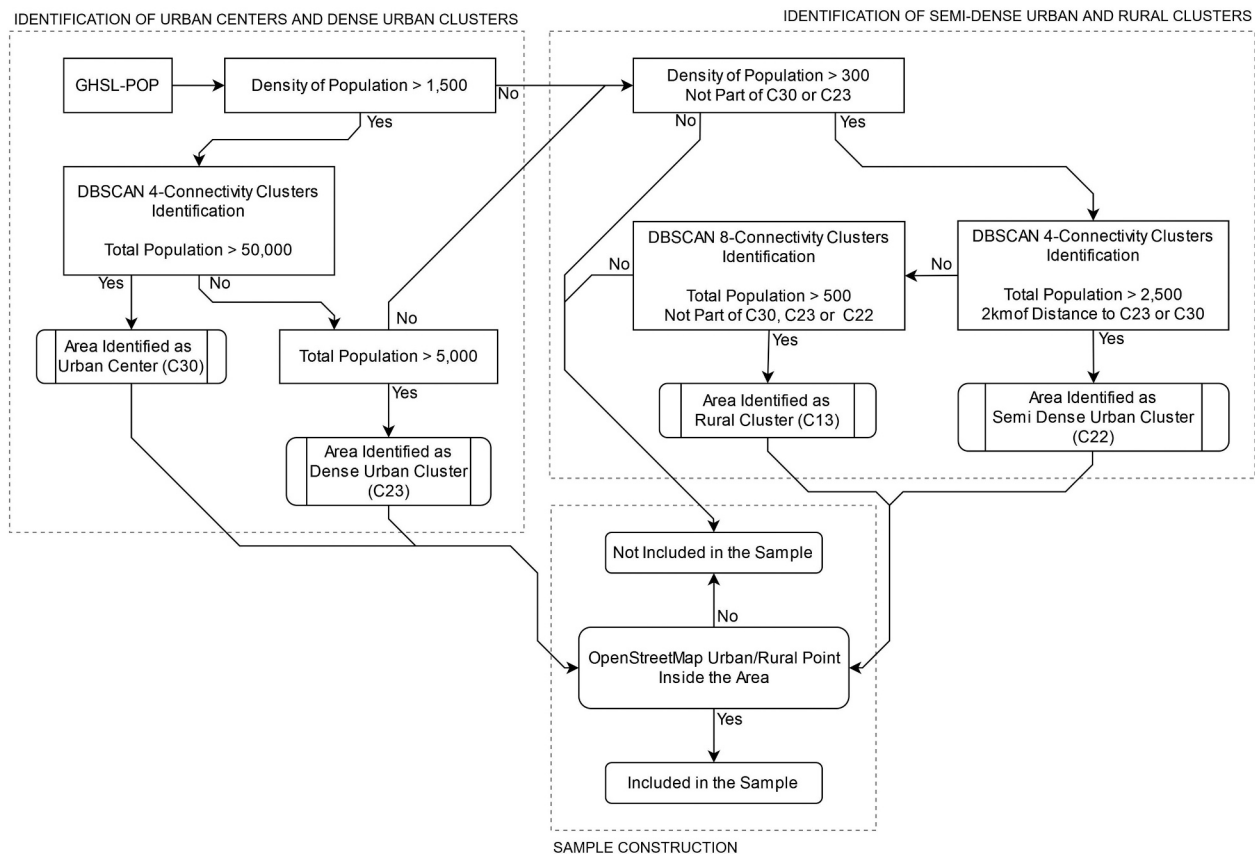 IDENTIFICATION OF URBAN CENTERS AND DENSE URBAN CLUSTERS
GHSL-POP
Density of Population > 1,500
No
Yes
DBSCAN 4-Connectivity Clusters
Identification
Total Population > 50,000
Yes
No
Area Identified as
Urban Center (C30)
Total Population > 5,000
No
Yes
Area Identified as
Dense Urban Cluster
(C23)
IDENTIFICATION OF SEMI-DENSE URBAN AND RURAL CLUSTERS
Density of Population > 300
Not Part of C30 or C23
No
Yes
DBSCAN 8-Connectivity Clusters
Identification
Total Population > 500
Not Part of C30, C23 or C22
No
Yes
DBSCAN 4-Connectivity Clusters
Identification
Total Population > 2,500
2kmof Distance to C23 or C30
No
Yes
Area Identified as
Rural Cluster (C13)
Area Identified as
Semi Dense Urban Cluster
(C22)
Not Included in the Sample
No
OpenStreetMap Urban/Rural Point
Inside the Area
Yes
Included in the Sample
SAMPLE CONSTRUCTION